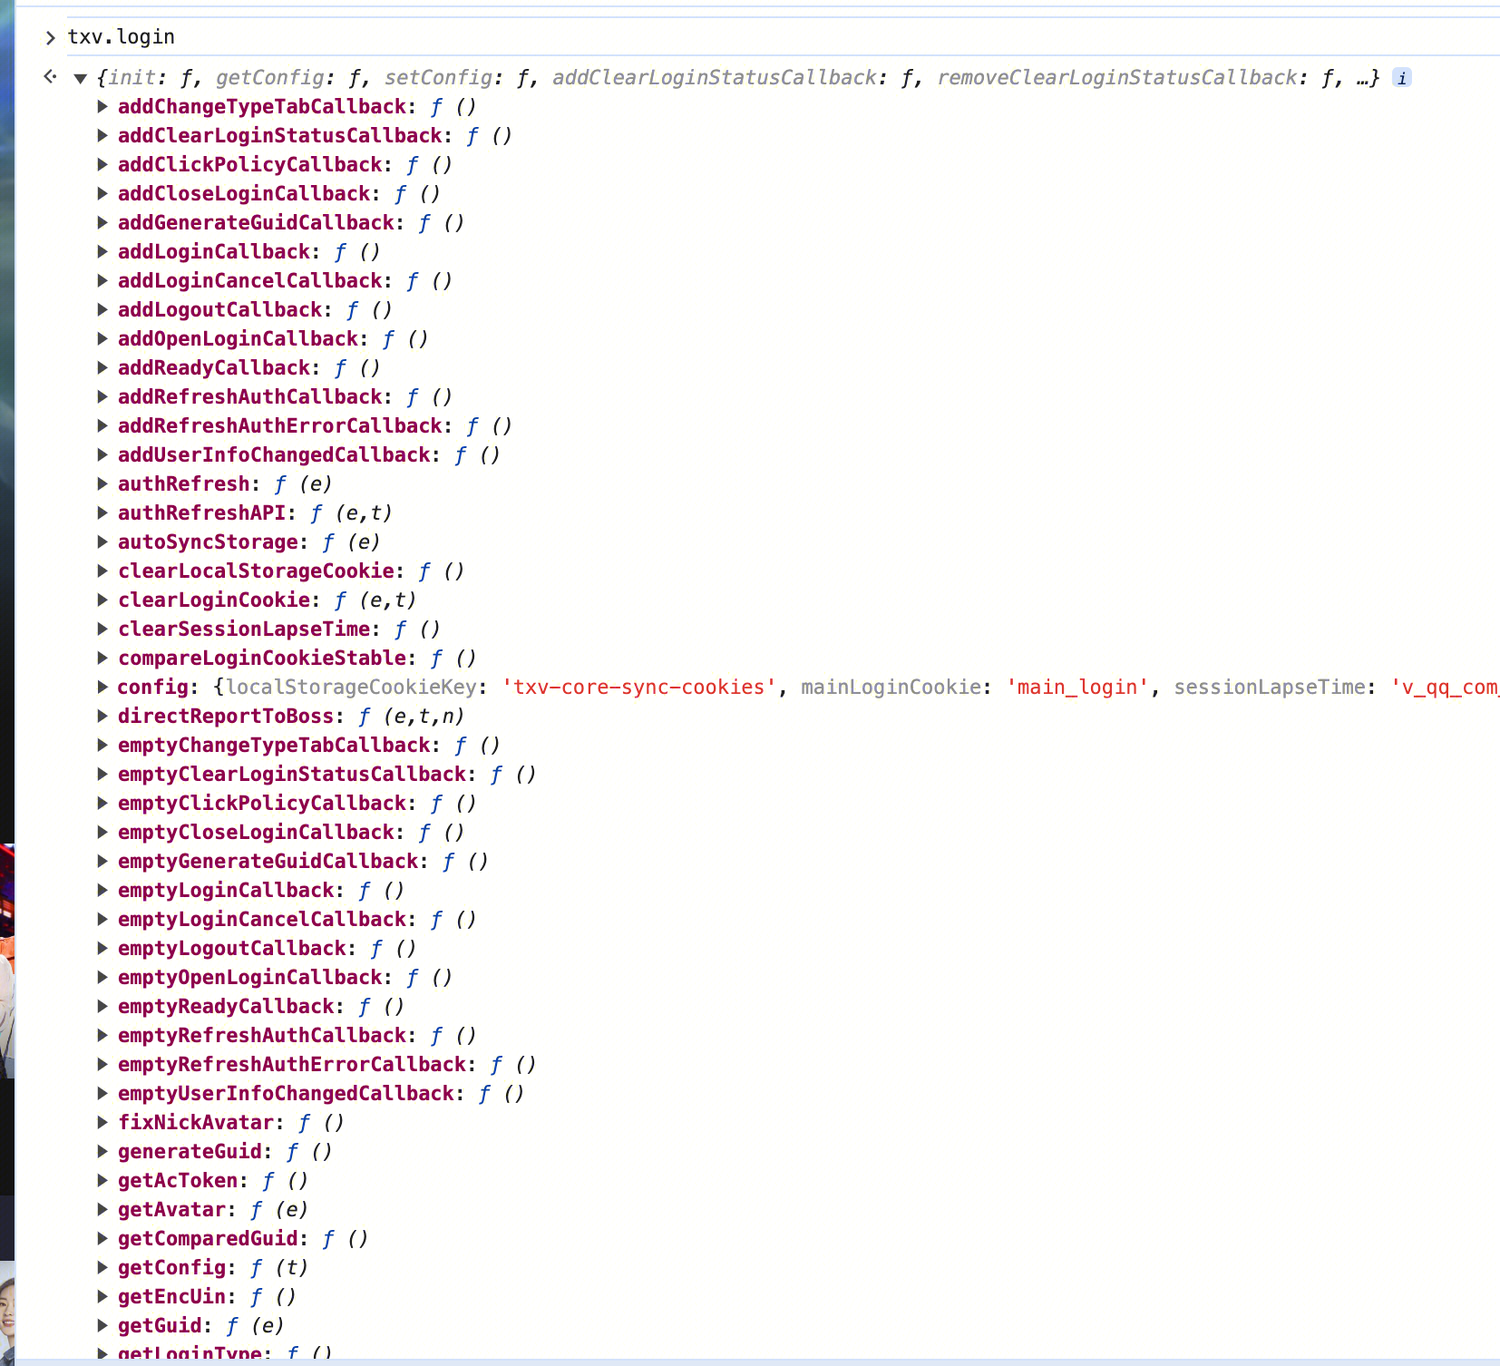 > txv.login
{init: ƒ, getConfig: ƒ, setConfig: ƒ, addClearLoginStatusCallback: ƒ, removeClearLoginStatusCallback: ƒ, …} i
addChangeTypeTabCallback: ƒ ()
addClearLoginStatusCallback: ƒ ()
addClickPolicyCallback: ƒ ()
addCloseLoginCallback: ƒ ()
addGenerateGuidCallback: ƒ ()
addLoginCallback: ƒ ()
addLoginCancelCallback: ƒ ()
addLogoutCallback: ƒ ()
addOpenLoginCallback: ƒ ()
addReadyCallback: ƒ ()
addRefreshAuthCallback: ƒ ()
addRefreshAuthErrorCallback: ƒ ()
addUserInfoChangedCallback: ƒ ()
authRefresh: ƒ (e)
authRefreshAPI: ƒ (e,t)
autoSyncStorage: ƒ (e)
clearLocalStorageCookie: ƒ ()
clearLoginCookie: ƒ (e,t)
clearSessionLapseTime: ƒ ()
compareLoginCookieStable: ƒ ()
config: {localStorageCookieKey: 'txv-core-sync-cookies', mainLoginCookie: 'main_login', sessionLapseTime: 'v_qq_com_
directReportToBoss: ƒ (e,t,n)
emptyChangeTypeTabCallback: ƒ ()
emptyClearLoginStatusCallback: ƒ ()
emptyClickPolicyCallback: ƒ ()
emptyCloseLoginCallback: ƒ ()
emptyGenerateGuidCallback: ƒ ()
emptyLoginCallback: ƒ ()
emptyLoginCancelCallback: ƒ ()
emptyLogoutCallback: ƒ ()
emptyOpenLoginCallback: ƒ ()
emptyReadyCallback: ƒ ()
emptyRefreshAuthCallback: ƒ ()
emptyRefreshAuthErrorCallback: ƒ ()
emptyUserInfoChangedCallback: ƒ ()
fixNickAvatar: ƒ ()
generateGuid: ƒ ()
getAcToken: ƒ ()
getAvatar: ƒ (e)
getComparedGuid: ƒ ()
getConfig: ƒ (t)
getEncUin: ƒ ()
getGuid: ƒ (e)
getLoginType: ƒ ()